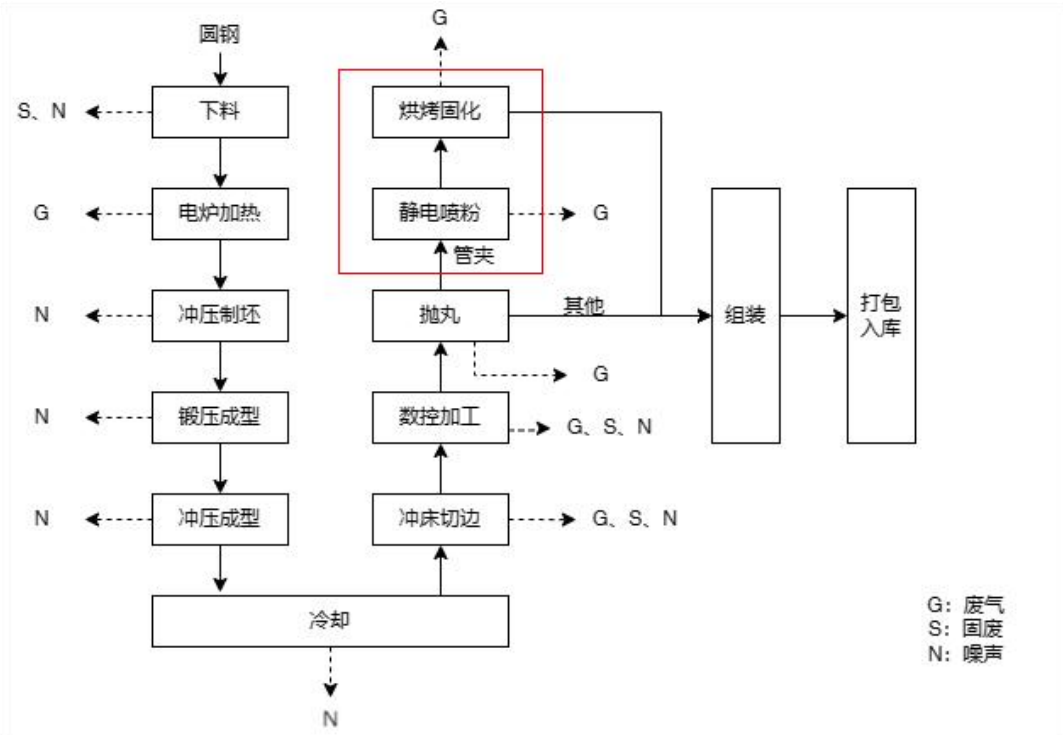 G
圆钢
S、N
下料
烘烤固化
G
电炉加热
静电喷粉
G
管夹
N
冲压制坯
抛丸
其他
组装
打包
入库
G
N
锻压成型
数控加工
G、S、N
N
冲压成型
冲床切边
G、S、N
冷却
G：废气
S：固废
N：噪声
N